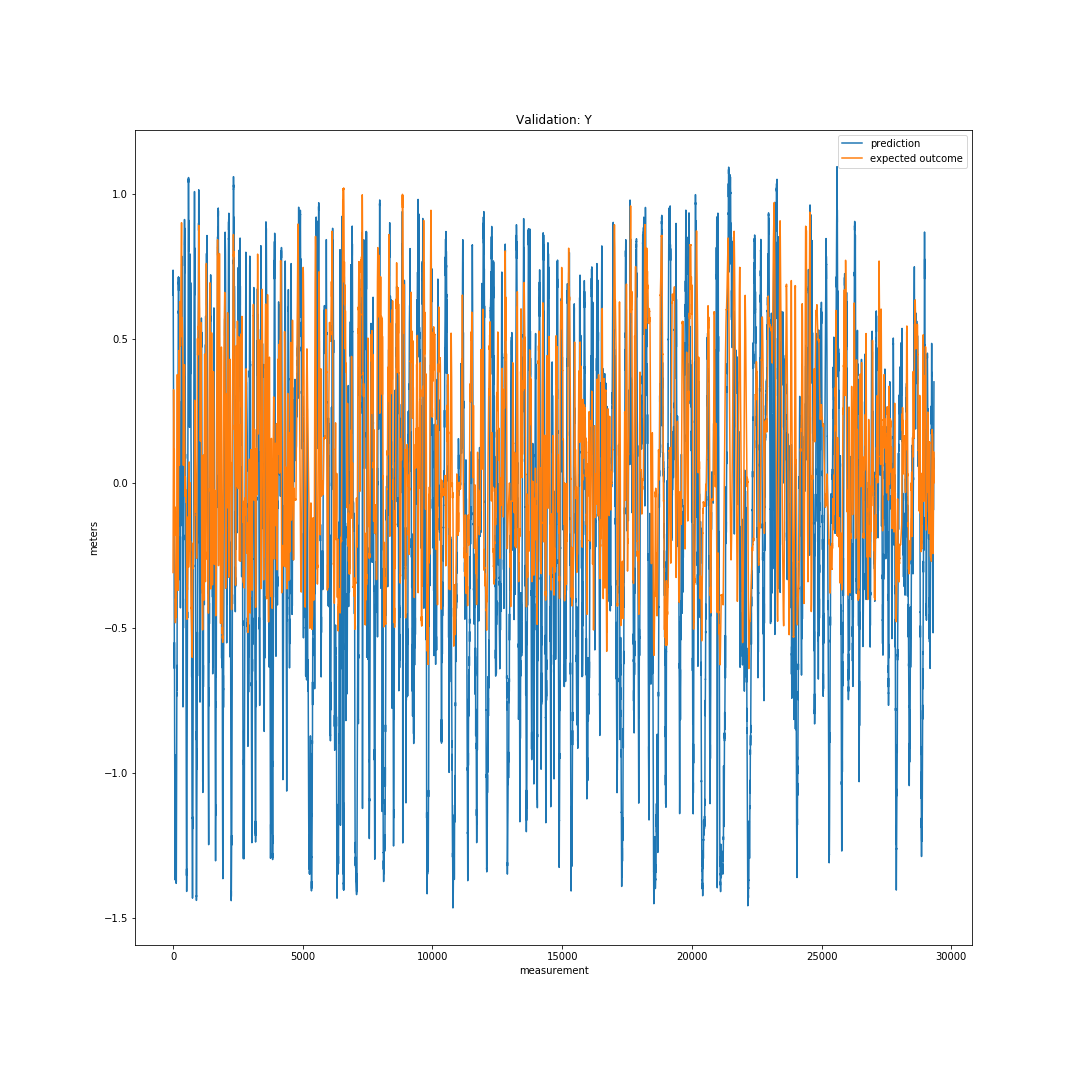 Validation: Y
prediction
expected outcome
1.0
0.5
0.0
−0.5
−1.0
−1.5
meters
0 5000 10000 15000 20000 25000 30000
measurement